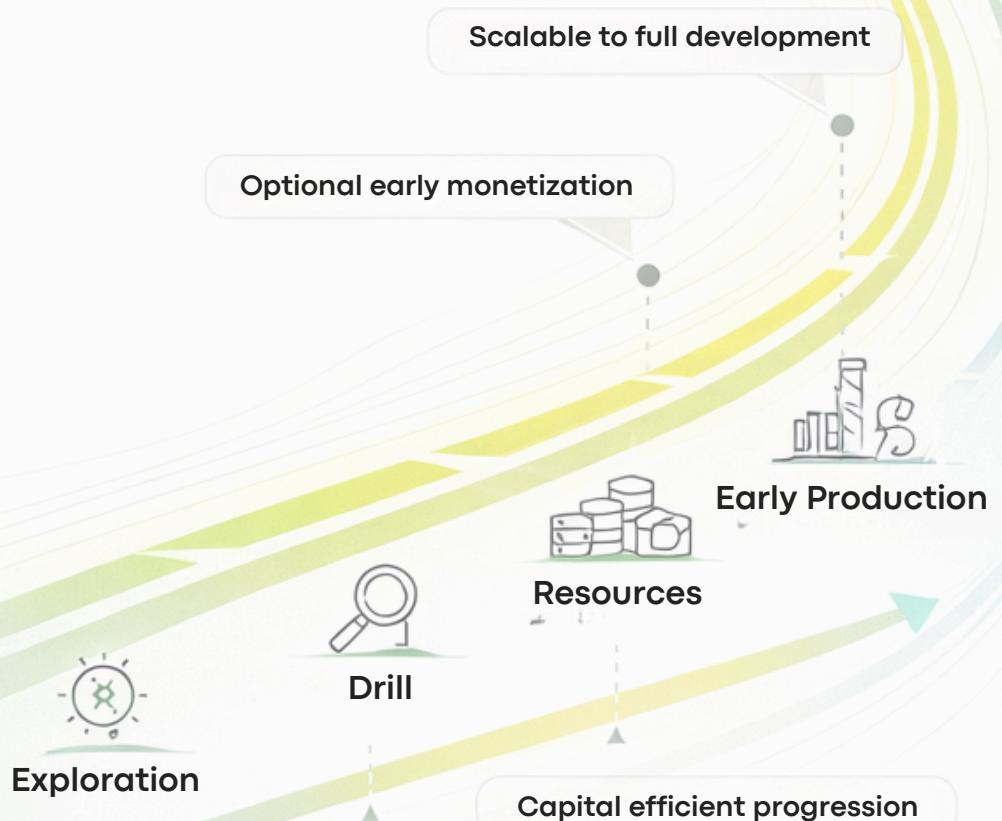 Scalable to full development
Optional early monetization
Early Production
Resources
Drill
Exploration
Capital efficient progression